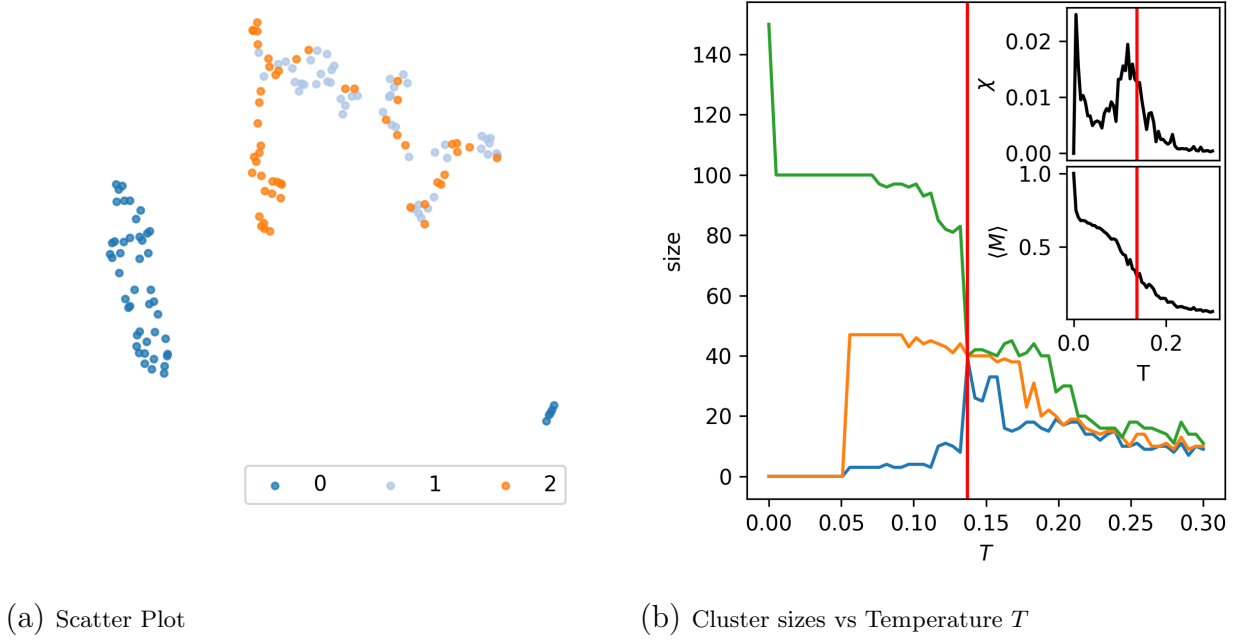 0 1 2
(a) Scatter Plot
size
140
120
100
80
60
40
20
0
0.00 0.05 0.10 0.15 0.20 0.25 0.30
T
χ
0.02
0.01
0.00
⟨M⟩
1.0
0.5
0.0 0.2
T
(b) Cluster sizes vs Temperature T